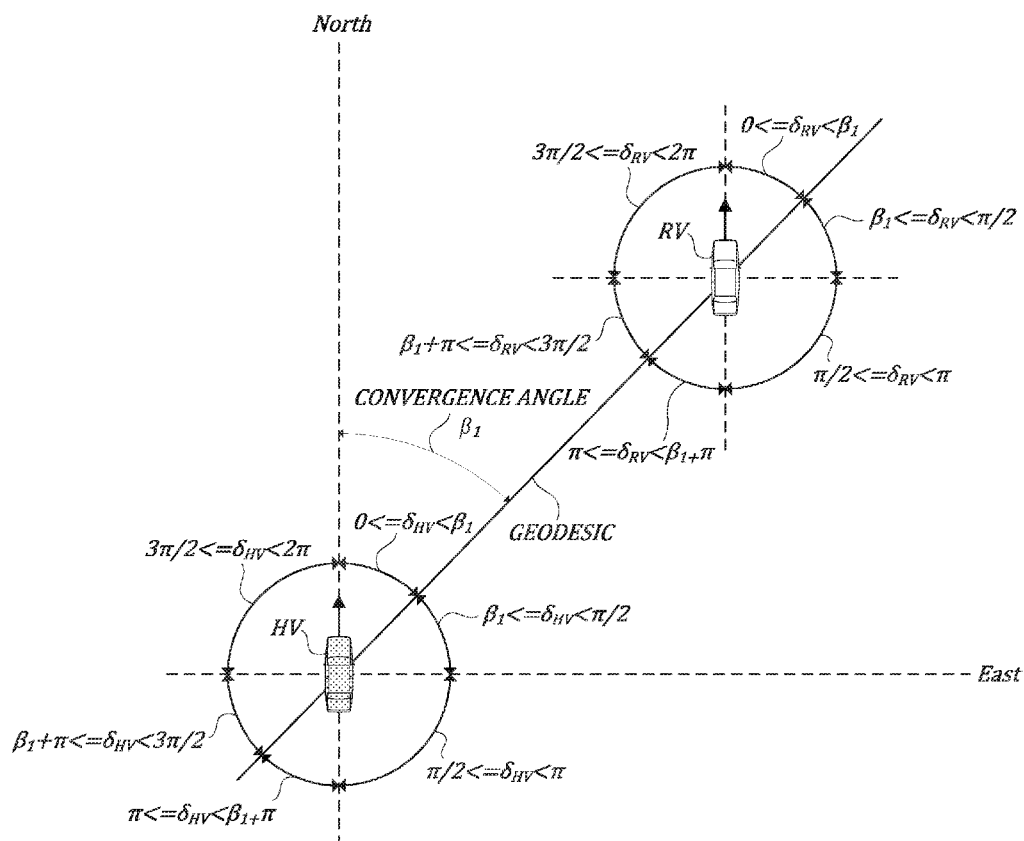 North
0<=δRV<β1
3π/2<=δRV<2π
β1<=δRV<π/2
RV
β1+π<=δRV<3π/2
π/2<=δRV<π
CONVERGENCE ANGLE
β1
π<=δRV<β1+π
0<=δHV<β1
GEODESIC
3π/2<=δHV<2π
β1<=δHV<π/2
HV
East
β1+π<=δHV<3π/2
π/2<=δHV<π
π<=δHV<β1+π